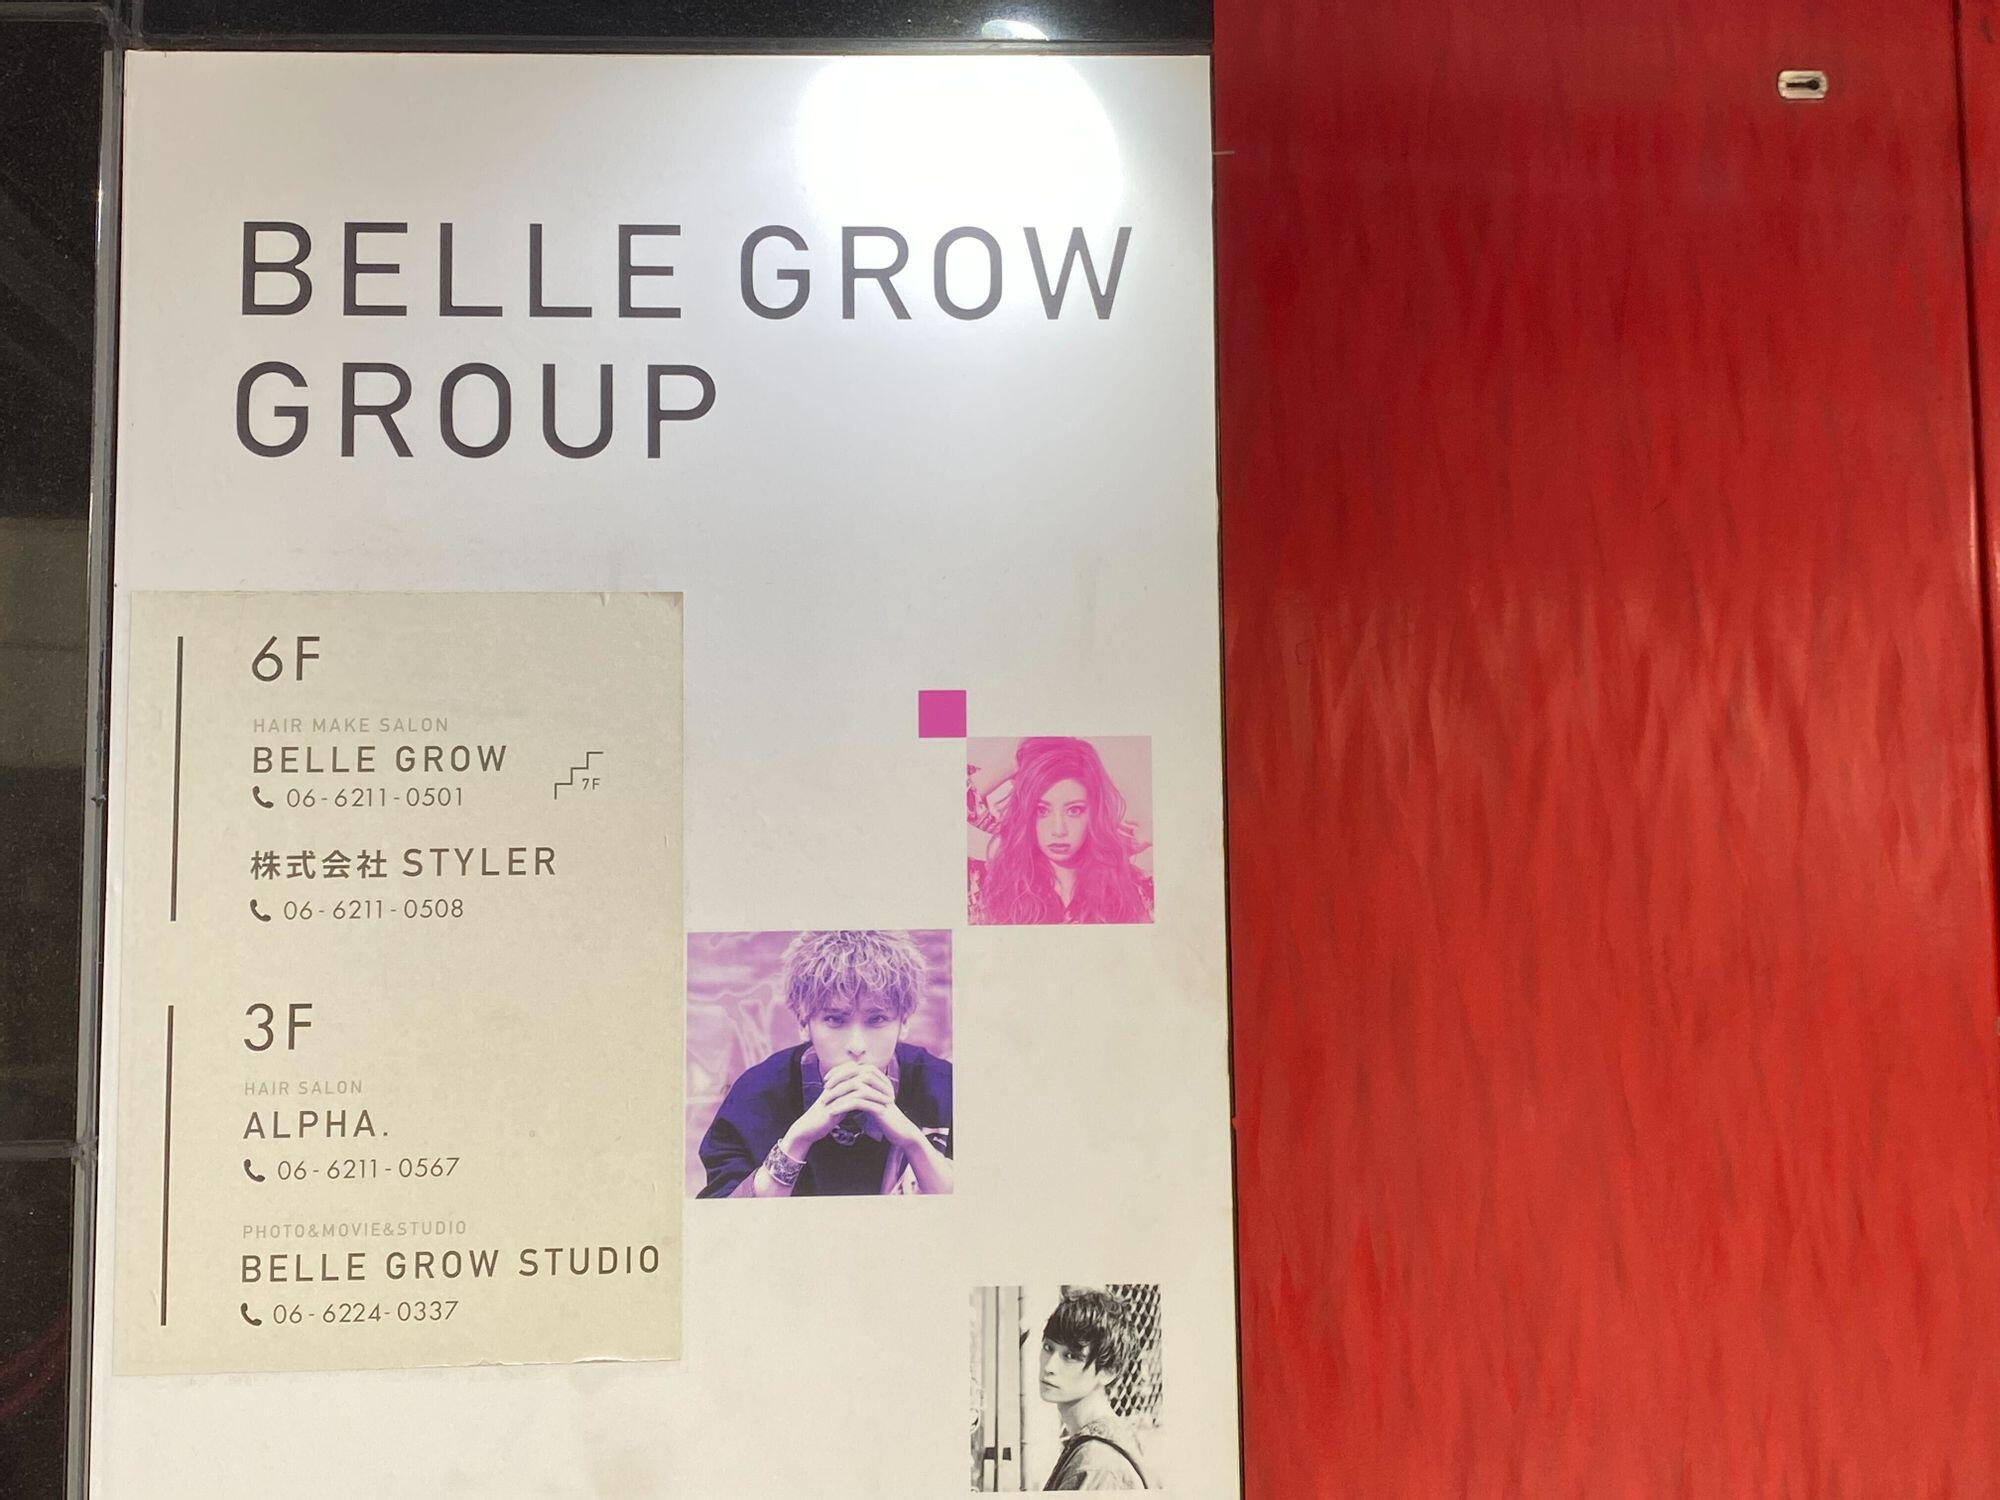 BELLE GROW
GROUP
6F
HAIR MAKE SALON
BELLE GROW
06-6211-0501
7F
株式会社 STYLER
06-6211-0508
3F
HAIR SALON
ALPHA.
06-6211-0567
PHOTO&MOVIE&STUDIO
BELLE GROW STUDIO
06-6224-0337